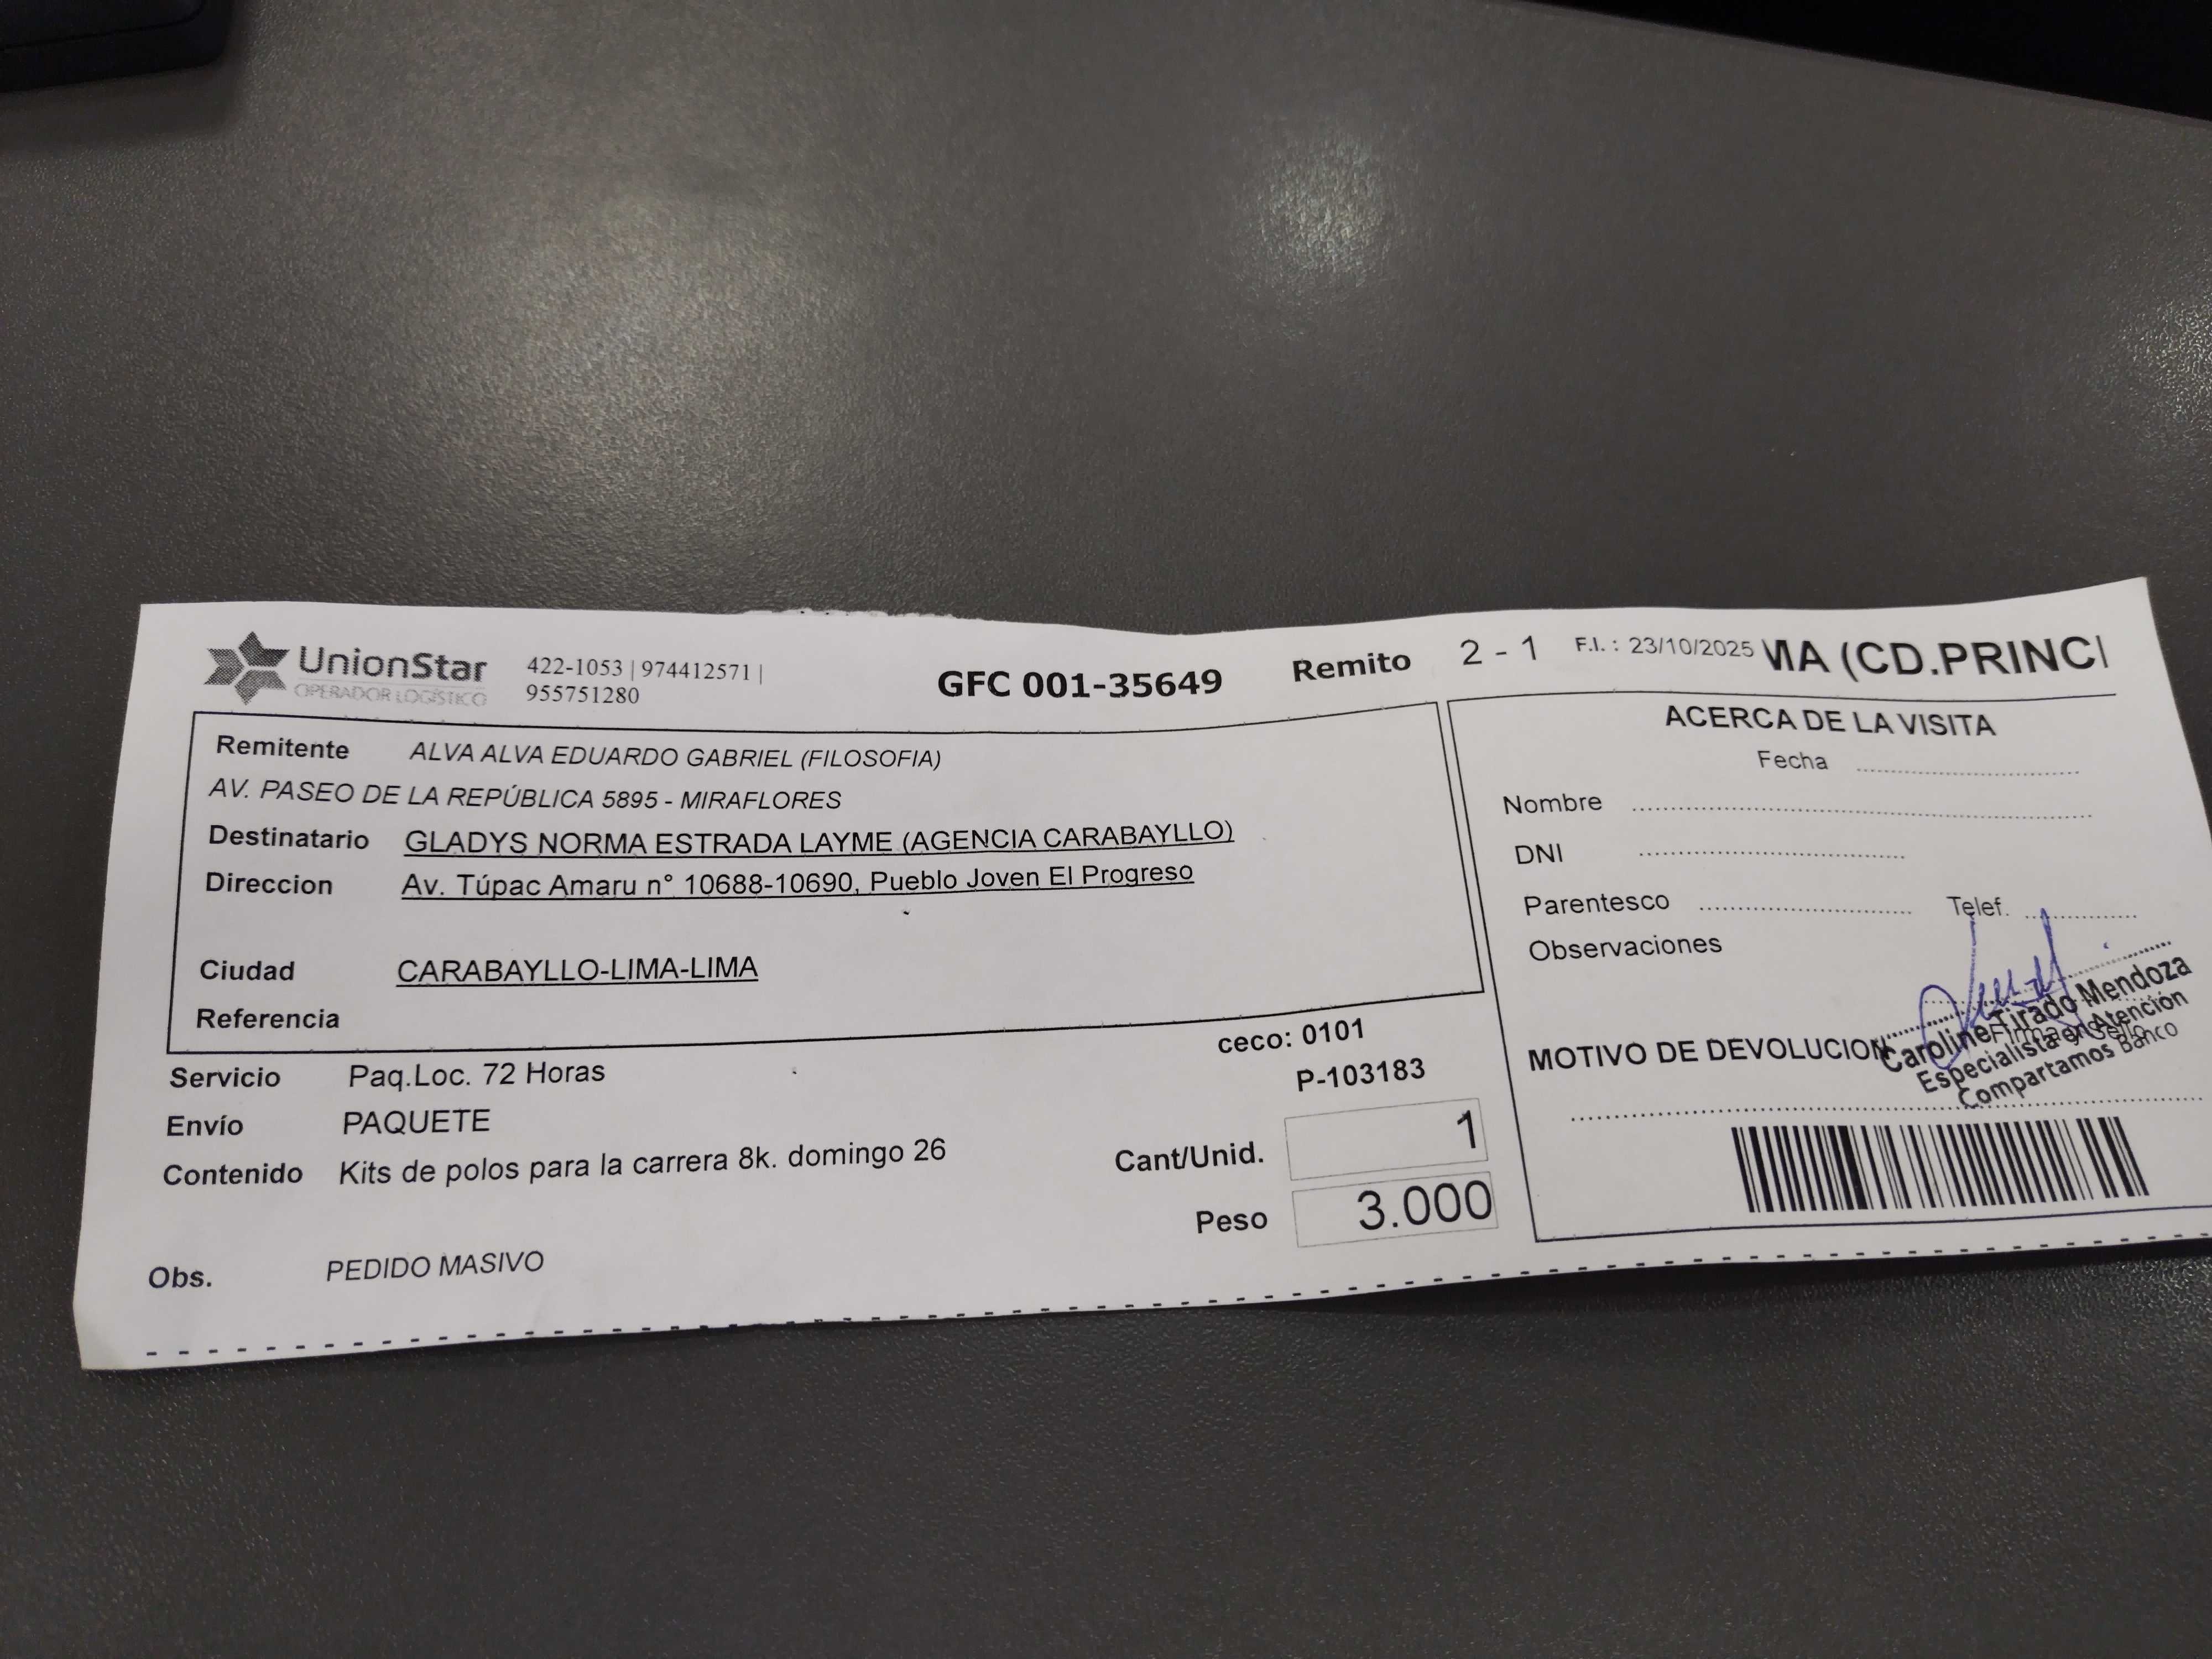 UnionStar
OPERADOR LOGÍSTICO
422-1053 | 974412571 |
955751280
GFC 001-35649
Remito 2 - 1 F.I. : 23/10/2025 MA (CD.PRINCI
Remitente ALVA ALVA EDUARDO GABRIEL (FILOSOFIA)
AV. PASEO DE LA REPÚBLICA 5895 - MIRAFLORES
Destinatario GLADYS NORMA ESTRADA LAYME (AGENCIA CARABAYLLO)
Direccion Av. Túpac Amaru n° 10688-10690, Pueblo Joven El Progreso
Ciudad CARABAYLLO-LIMA-LIMA
Referencia
ceco: 0101
Servicio Paq.Loc. 72 Horas
P-103183
Envío PAQUETE
Contenido Kits de polos para la carrera 8k. domingo 26
Cant/Unid. 1
Peso 3.000
Obs. PEDIDO MASIVO
ACERCA DE LA VISITA
Fecha
Nombre
DNI
Parentesco Telef.
Observaciones
Firma y Sello
Caroline Tirado Mendoza
Especialista en Atención
Compartamos Banco
MOTIVO DE DEVOLUCION